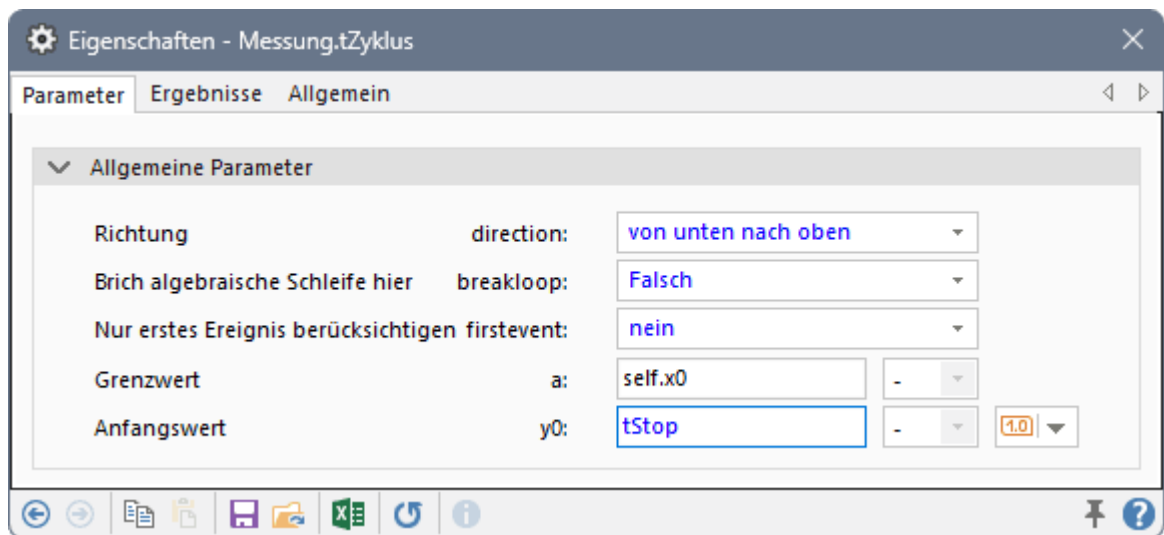 Eigenschaften - Messung.tZyklus
Parameter Ergebnisse Allgemein
Allgemeine Parameter
Richtung direction: von unten nach oben
Brich algebraische Schleife hier breakloop: Falsch
Nur erstes Ereignis berücksichtigen firstevent: nein
Grenzwert a: self.x0 -
Anfangswert y0: tStop - 1.0